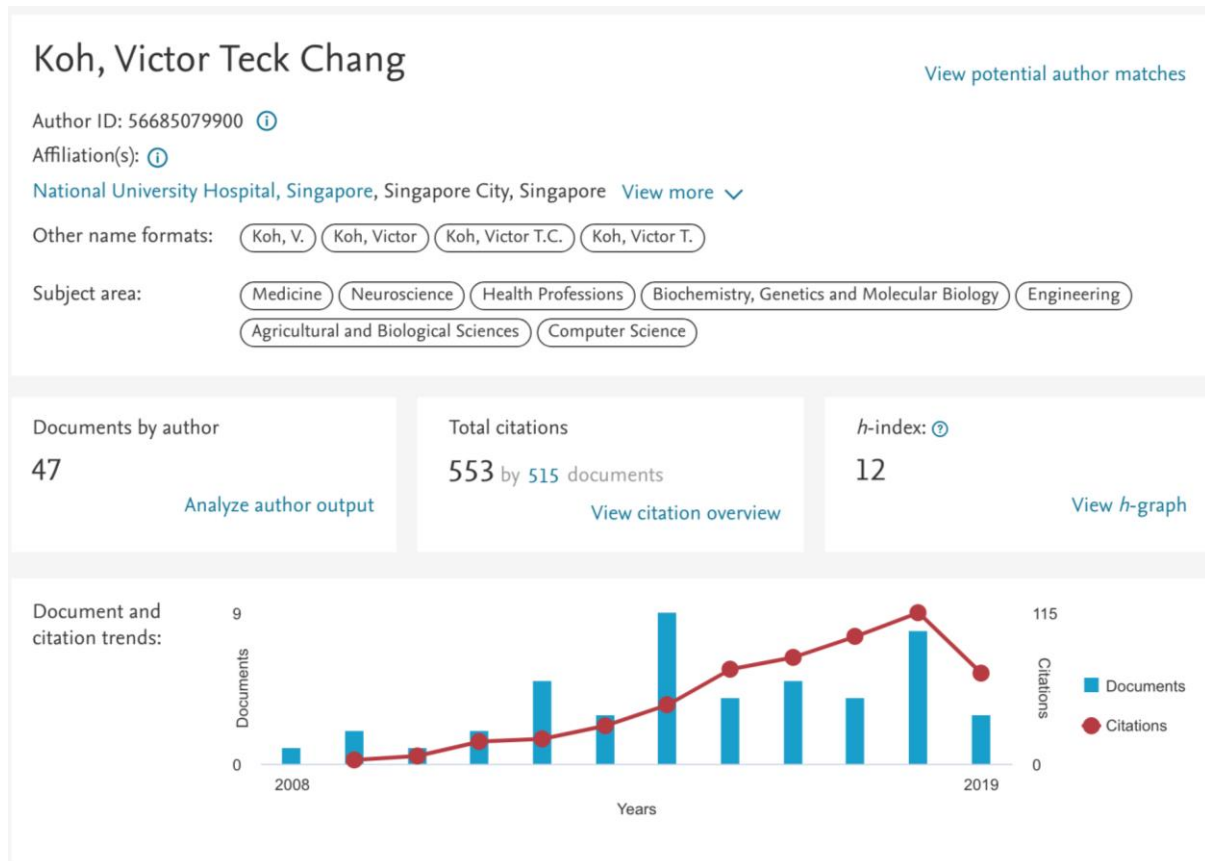 Koh, Victor Teck Chang
View potential author matches
Author ID: 56685079900
Affiliation(s):
National University Hospital, Singapore, Singapore City, Singapore View more
Other name formats: Koh, V. Koh, Victor Koh, Victor T.C. Koh, Victor T.
Subject area: Medicine Neuroscience Health Professions Biochemistry, Genetics and Molecular Biology Engineering
Agricultural and Biological Sciences Computer Science
Documents by author
47
Analyze author output
Total citations
553 by 515 documents
View citation overview
h-index:
12
View h-graph
Document and
citation trends:
9
Documents
0
2008
2019
Years
115
Citations
0
Documents
Citations